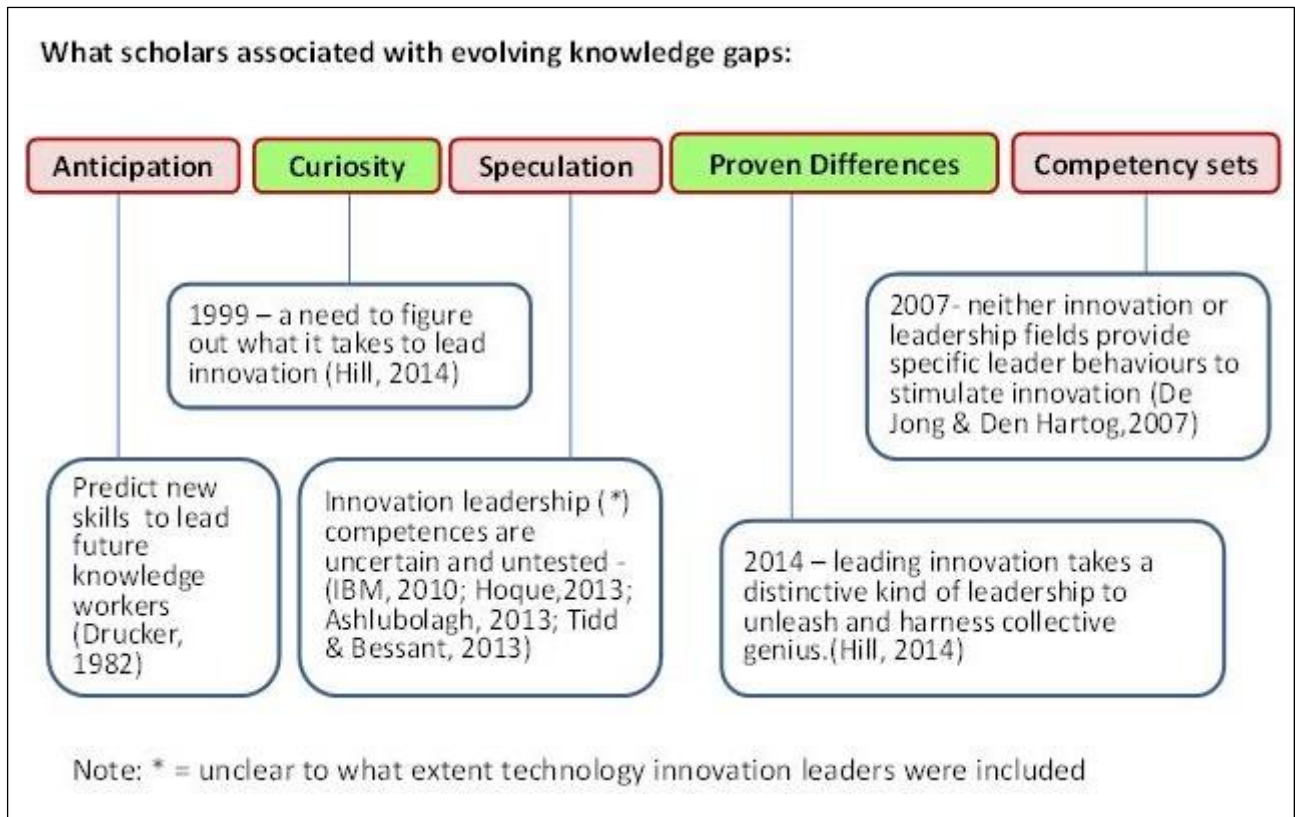 What scholars associated with evolving knowledge gaps:
Anticipation
Curiosity
Speculation
Proven Differences
Competency sets
1999 – a need to figure
out what it takes to lead
innovation (Hill, 2014)
2007- neither innovation or
leadership fields provide
specific leader behaviours to
stimulate innovation (De
Jong & Den Hartog,2007)
Predict new
skills to lead
future
knowledge
workers
(Drucker,
1982)
Innovation leadership (*)
competences are
uncertain and untested -
(IBM, 2010; Hoque,2013;
Ashlubolagh, 2013; Tidd
& Bessant, 2013)
2014 – leading innovation takes a
distinctive kind of leadership to
unleash and harness collective
genius.(Hill, 2014)
Note: * = unclear to what extent technology innovation leaders were included